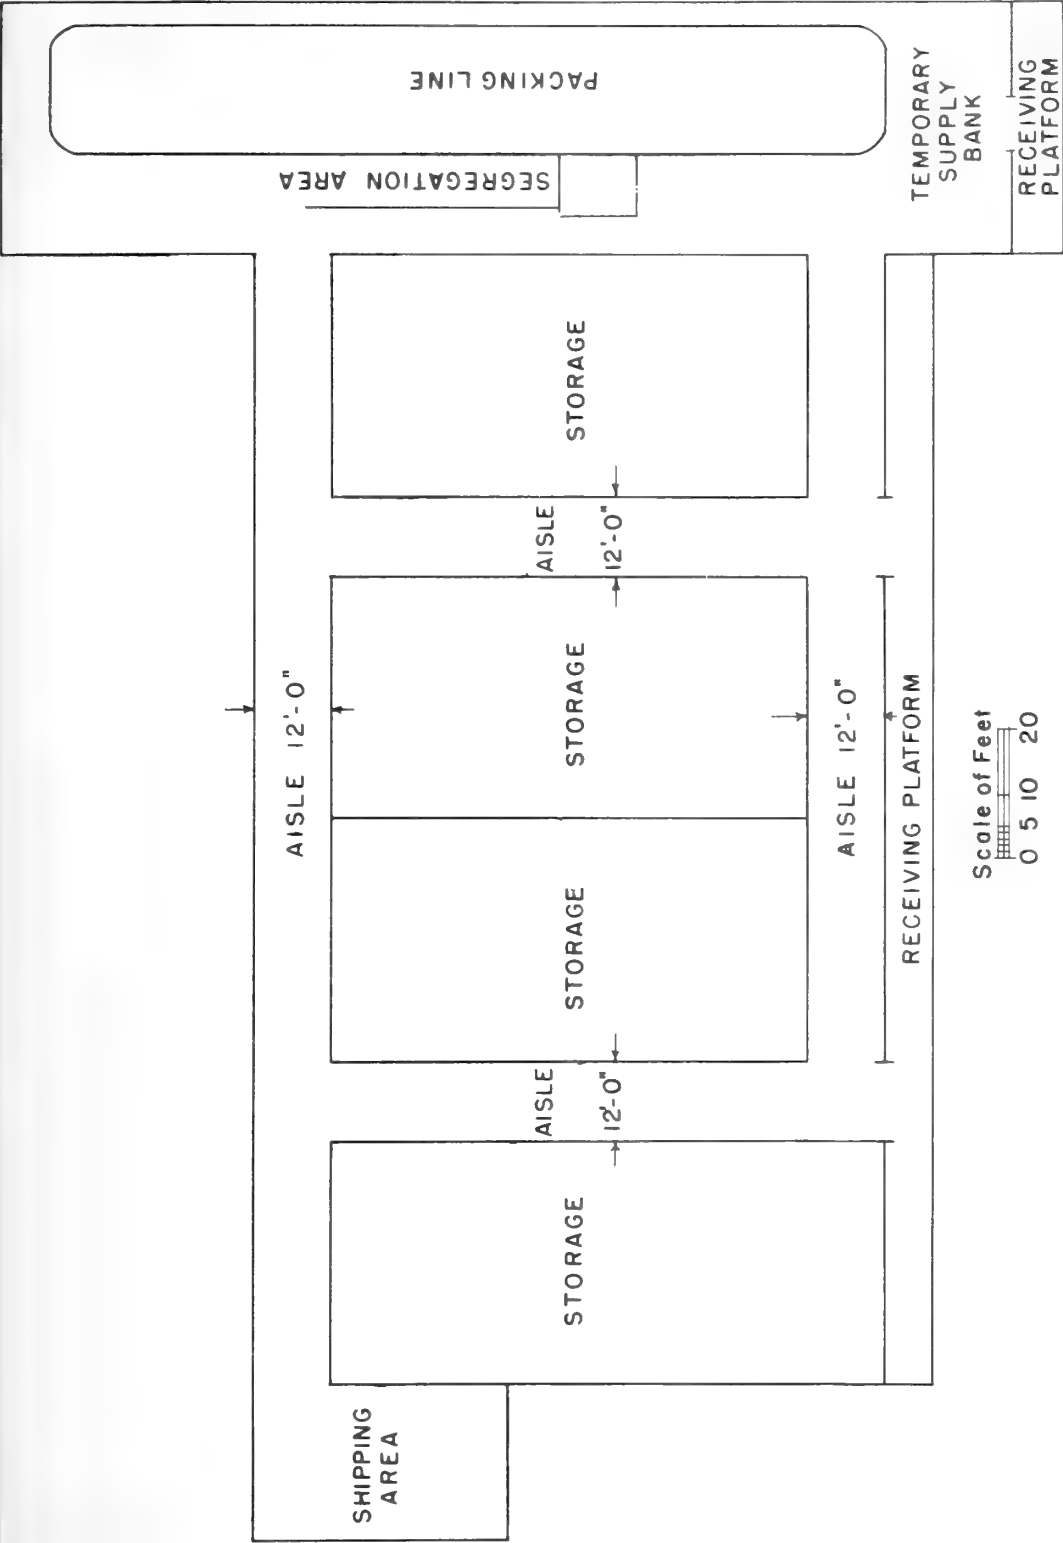 PACKING LINE
SEGREGATION AREA
TEMPORARY
SUPPLY
BANK
RECEIVING
PLATFORM
STORAGE
AISLE
12'-0"
STORAGE
AISLE 12'-0"
AISLE 12'-0"
STORAGE
RECEIVING PLATFORM
AISLE
12'-0"
STORAGE
SHIPPING
AREA
Scale of Feet
0 5 10 20